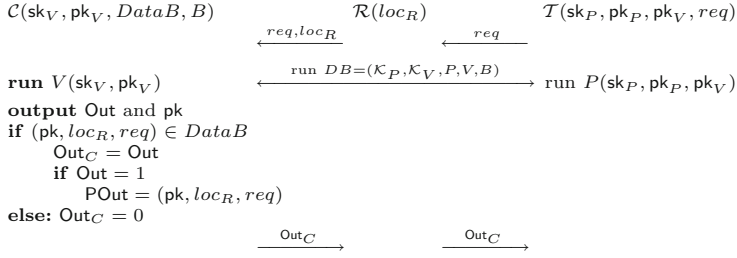 𝒞(sk_V, pk_V, DataB, B) ℛ(loc_R) 𝒯(sk_P, pk_P, pk_V, req)
req,loc_R req
run V(sk_V, pk_V) run DB=(𝒦_P,𝒦_V,P,V,B) run P(sk_P, pk_P, pk_V)
output Out and pk
if (pk, loc_R, req) ∈ DataB
Out_C = Out
if Out = 1
POut = (pk, loc_R, req)
else: Out_C = 0
Out_C Out_C